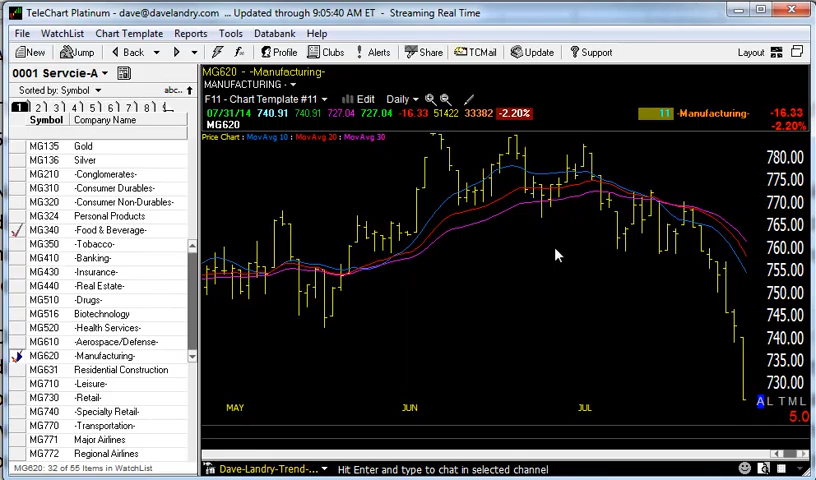 TeleChart Platinum - dave@davelandry.com ... Updated through 9:05:40 AM ET - Streaming Real Time
File WatchList Chart Template Reports Tools Databank Help
New Jump Back Profile Clubs Alerts Share TCMail Update Support Layout
0001 Servcie-A
Sorted by: Symbol abc..
1 2 3 4 5 6 7 8
Symbol Company Name
MG135 Gold
MG136 Silver
MG210 -Conglomerates-
MG310 -Consumer Durables-
MG320 -Consumer Non-Durables-
MG324 Personal Products
MG340 -Food & Beverage-
MG350 -Tobacco-
MG410 -Banking-
MG430 -Insurance-
MG440 -Real Estate-
MG510 -Drugs-
MG516 Biotechnology
MG520 -Health Services-
MG610 -Aerospace/Defense-
MG620 -Manufacturing-
MG631 Residential Construction
MG710 -Leisure-
MG730 -Retail-
MG740 -Specialty Retail-
MG770 -Transportation-
MG771 Major Airlines
MG772 Regional Airlines
MG620: 32 of 55 Items in WatchList
MG620 - -Manufacturing-
MANUFACTURING -
F11 - Chart Template #11 Edit Daily
07/31/14 740.91 740.91 727.04 727.04 -16.33 51422 33382 -2.20%
MG620
11 -Manufacturing- -16.33
-2.20%
Price Chart : MovAvg 10 : MovAvg 20 : MovAvg 30
780.00
775.00
770.00
765.00
760.00
755.00
750.00
745.00
740.00
735.00
730.00
A L T M L
5.0
MAY JUN JUL
Dave-Landry-Trend-... Hit Enter and type to chat in selected channel